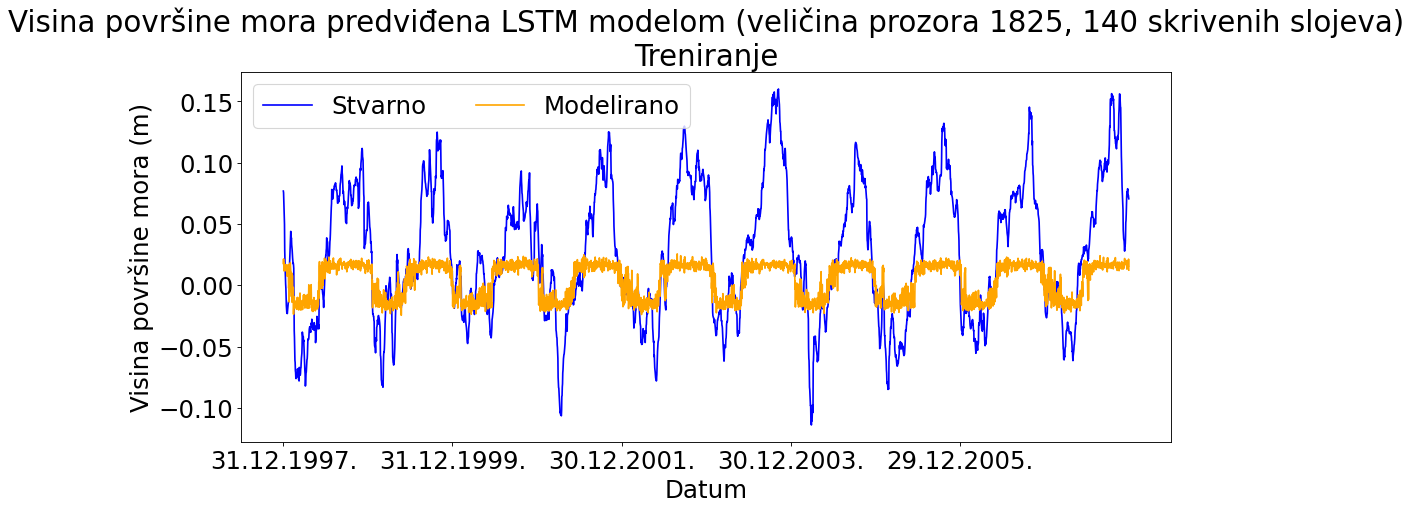 Visina površine mora predviđena LSTM modelom (veličina prozora 1825, 140 skrivenih slojeva)
Treniranje
Stvarno Modelirano
Visina površine mora (m)
0.15
0.10
0.05
0.00
−0.05
−0.10
31.12.1997. 31.12.1999. 30.12.2001. 30.12.2003. 29.12.2005.
Datum